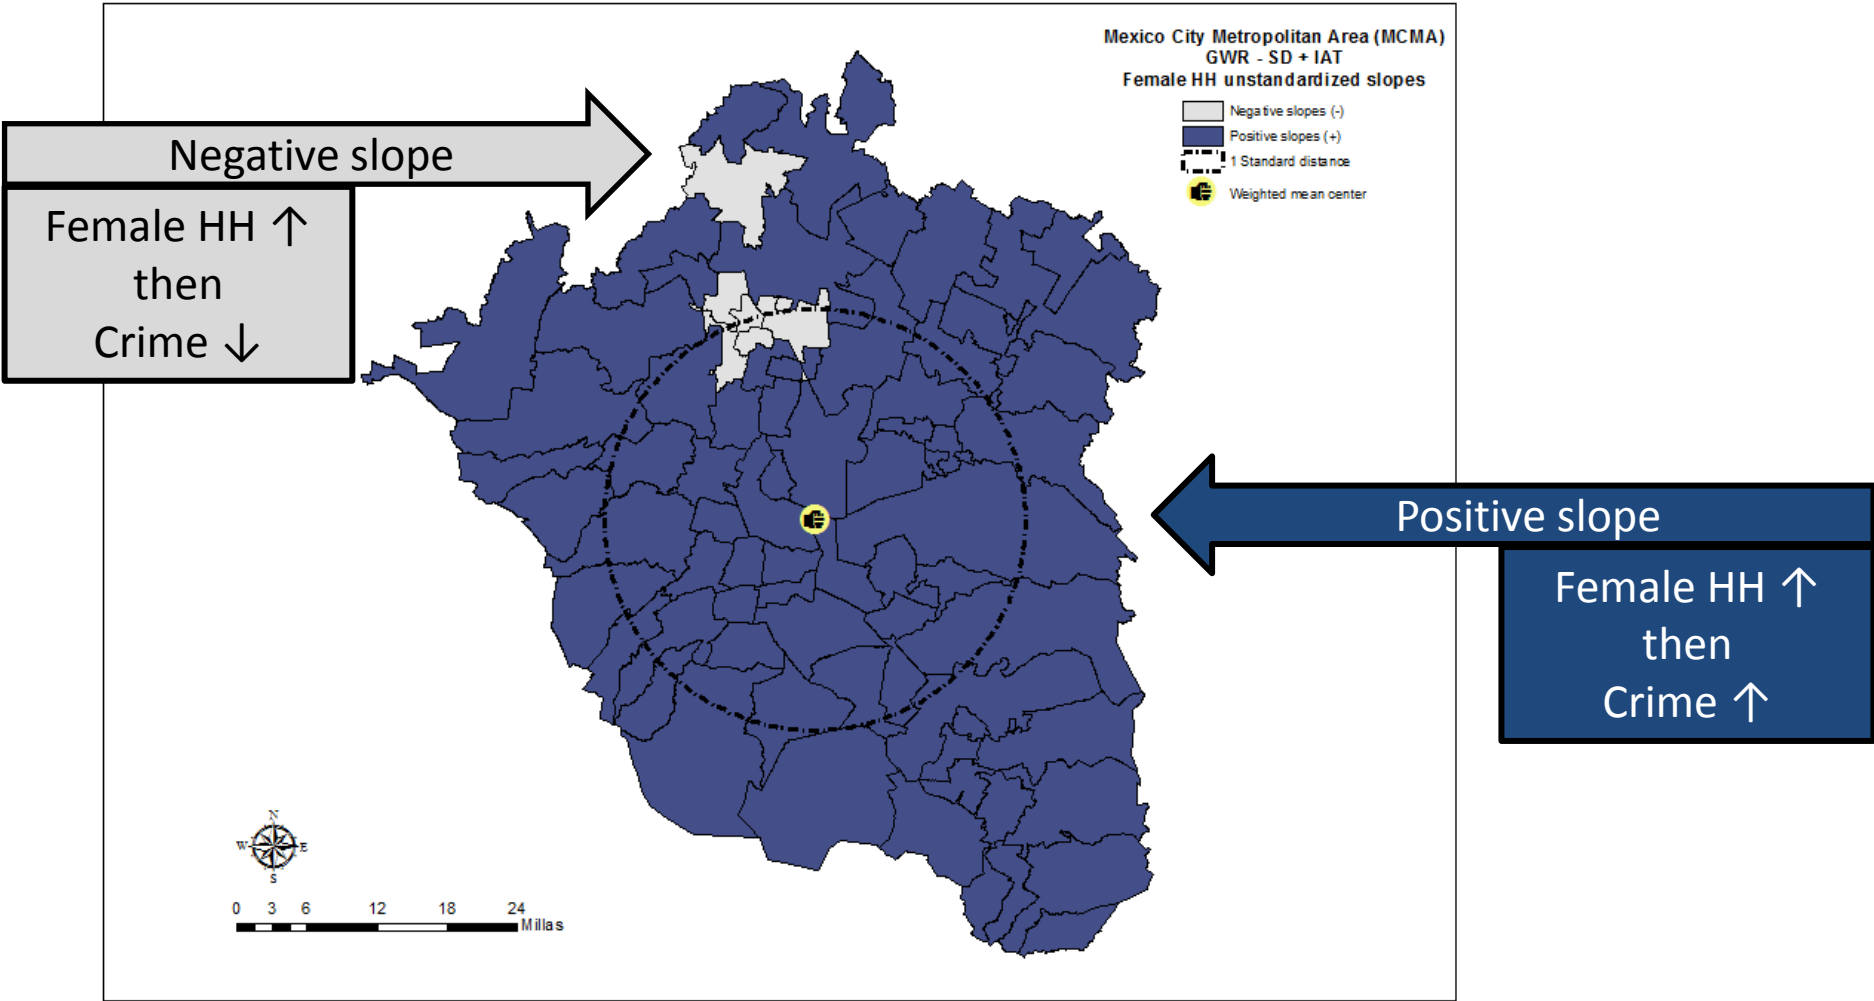 Mexico City Metropolitan Area (MCMA)
GWR - SD + IAT
Female HH unstandardized slopes
Negative slopes (-)
Positive slopes (+)
1 Standard distance
Weighted mean center
Negative slope
Female HH ↑
then
Crime ↓
Positive slope
Female HH ↑
then
Crime ↑
N
W E
S
0 3 6 12 18 24
Millas